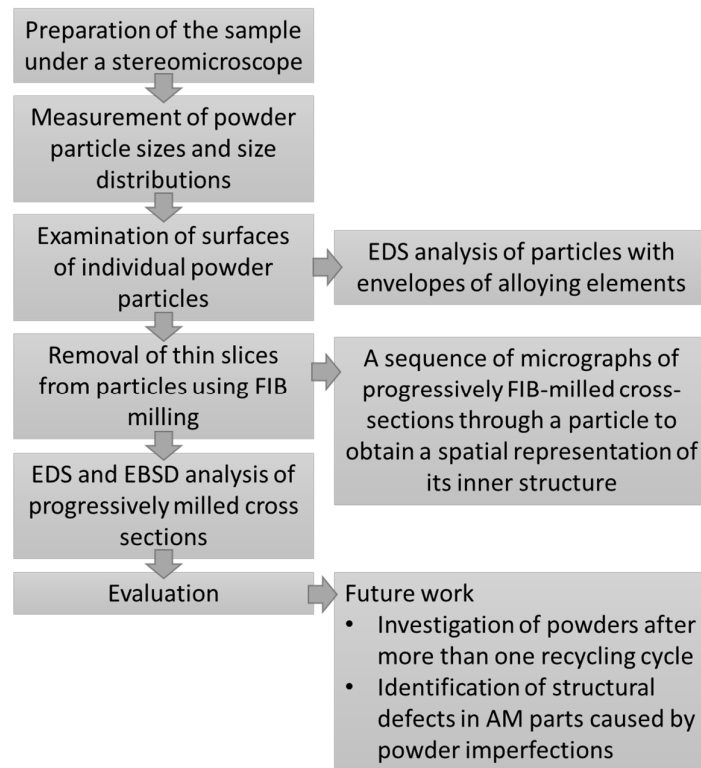 Preparation of the sample
under a stereomicroscope
Measurement of powder
particle sizes and size
distributions
Examination of surfaces
of individual powder
particles
EDS analysis of particles with
envelopes of alloying elements
Removal of thin slices
from particles using FIB
milling
A sequence of micrographs of
progressively FIB-milled cross-
sections through a particle to
obtain a spatial representation of
its inner structure
EDS and EBSD analysis of
progressively milled cross
sections
Evaluation
Future work
• Investigation of powders after
more than one recycling cycle
• Identification of structural
defects in AM parts caused by
powder imperfections